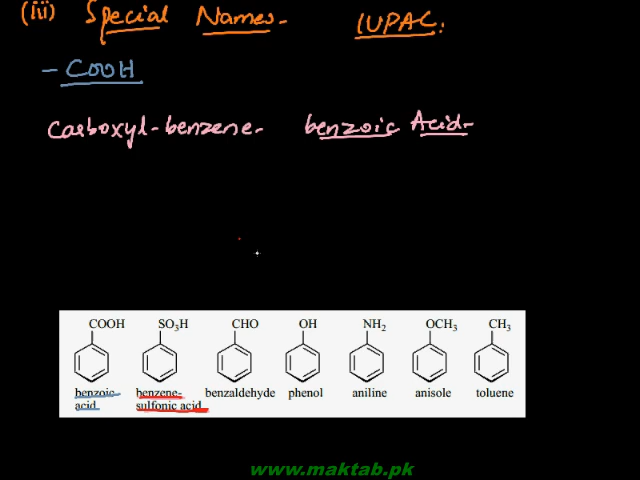 (iii) Special Names- IUPAC:
- COOH
Carboxyl-benzene- benzoic Acid-
COOH SO3H CHO OH NH2 OCH3 CH3
benzoic acid benzene-sulfonic acid benzaldehyde phenol aniline anisole toluene
www.maktab.pk